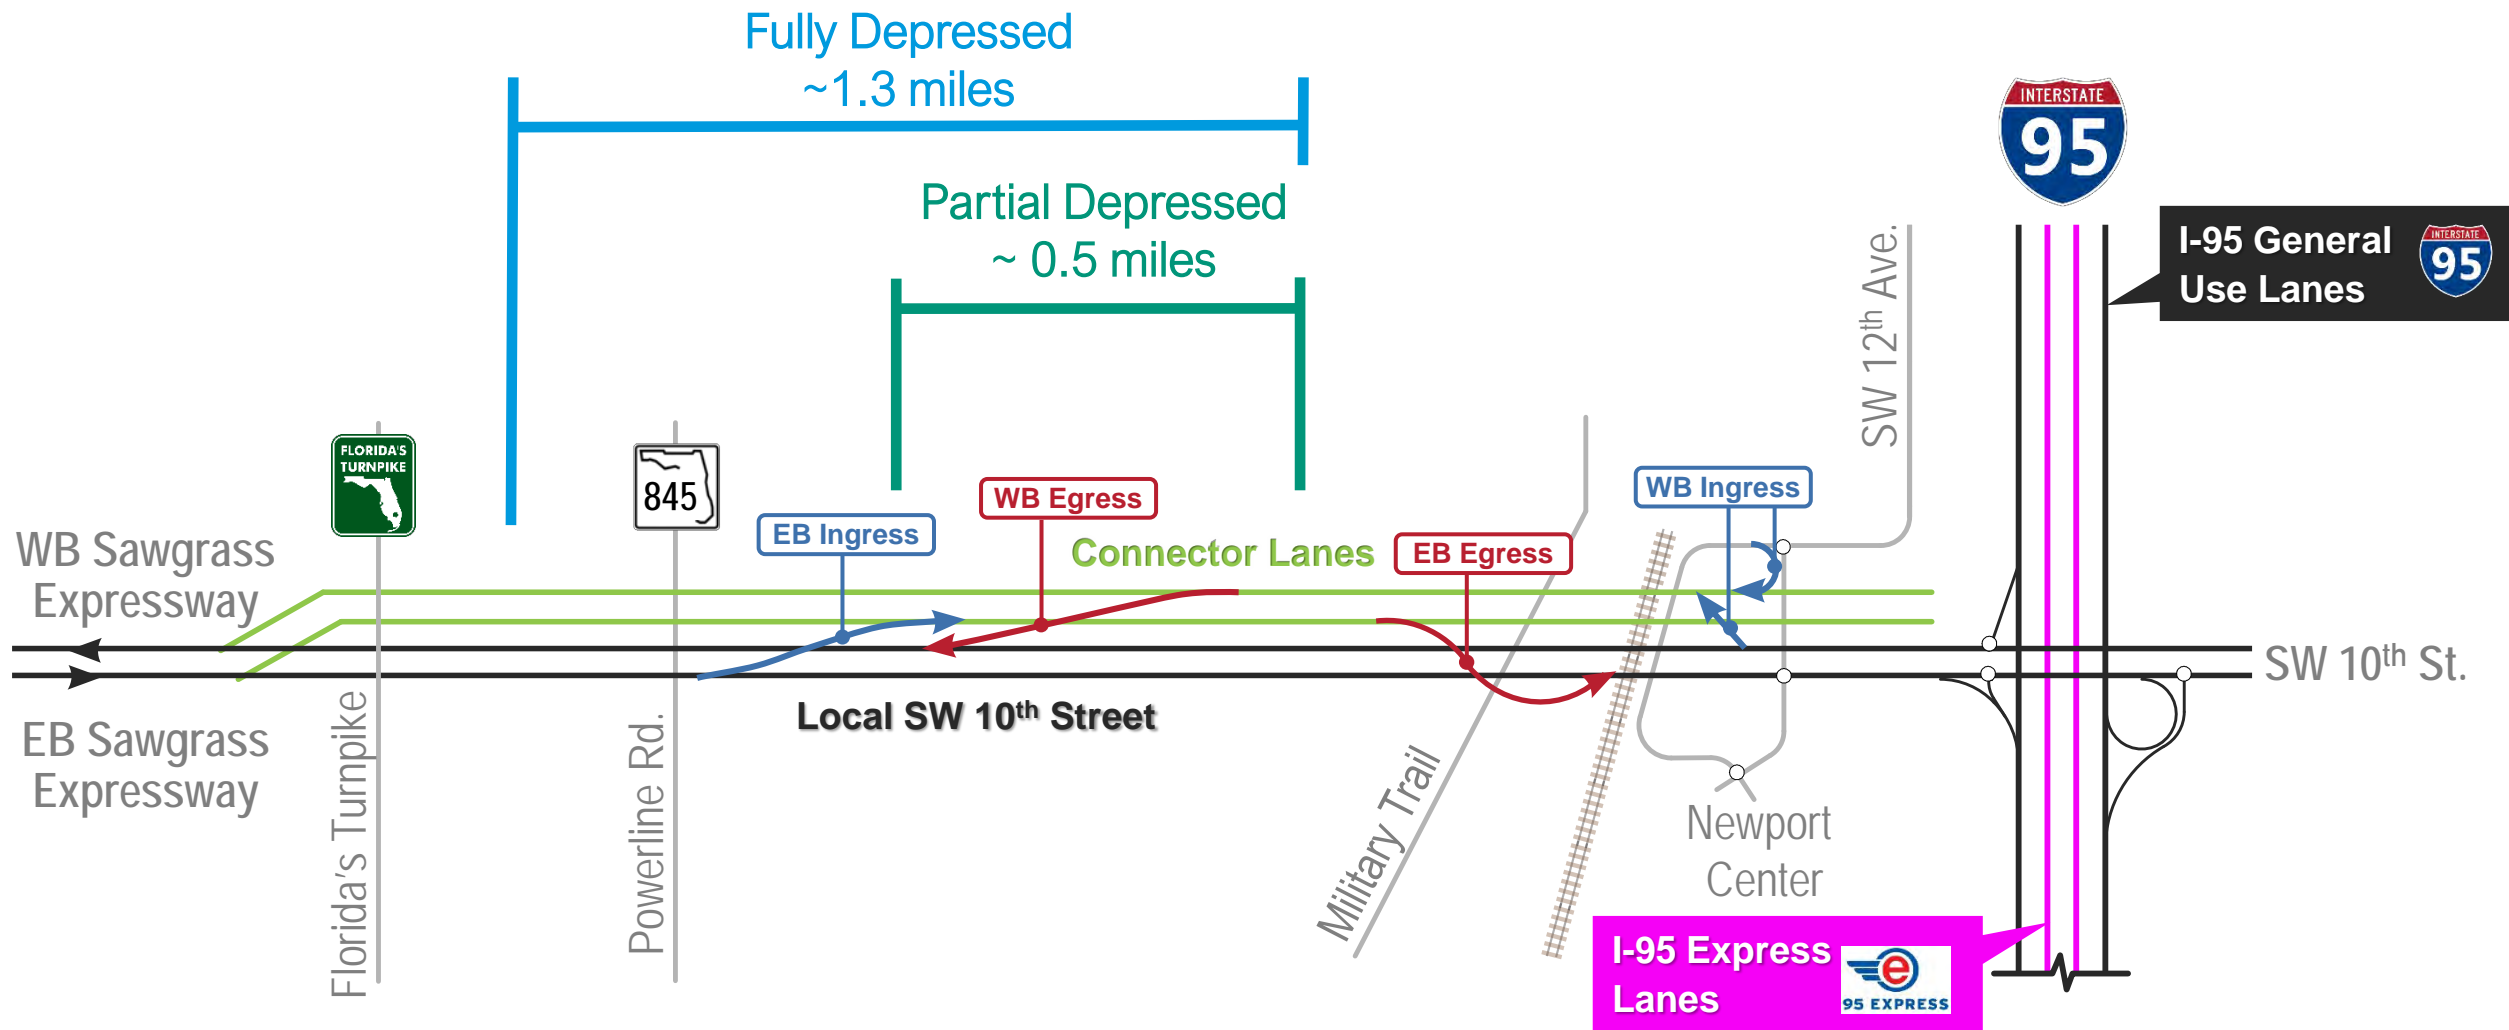 Fully Depressed
~1.3 miles
Partial Depressed
~ 0.5 miles
INTERSTATE
95
I-95 General
Use Lanes
INTERSTATE
95
SW 12th Ave.
FLORIDA'S
TURNPIKE
845
WB Egress
WB Ingress
EB Ingress
Connector Lanes
EB Egress
WB Sawgrass
Expressway
SW 10th St.
Local SW 10th Street
EB Sawgrass
Expressway
Florida's Turnpike
Powerline Rd.
Military Trail
Newport
Center
I-95 Express
Lanes
e
95 EXPRESS